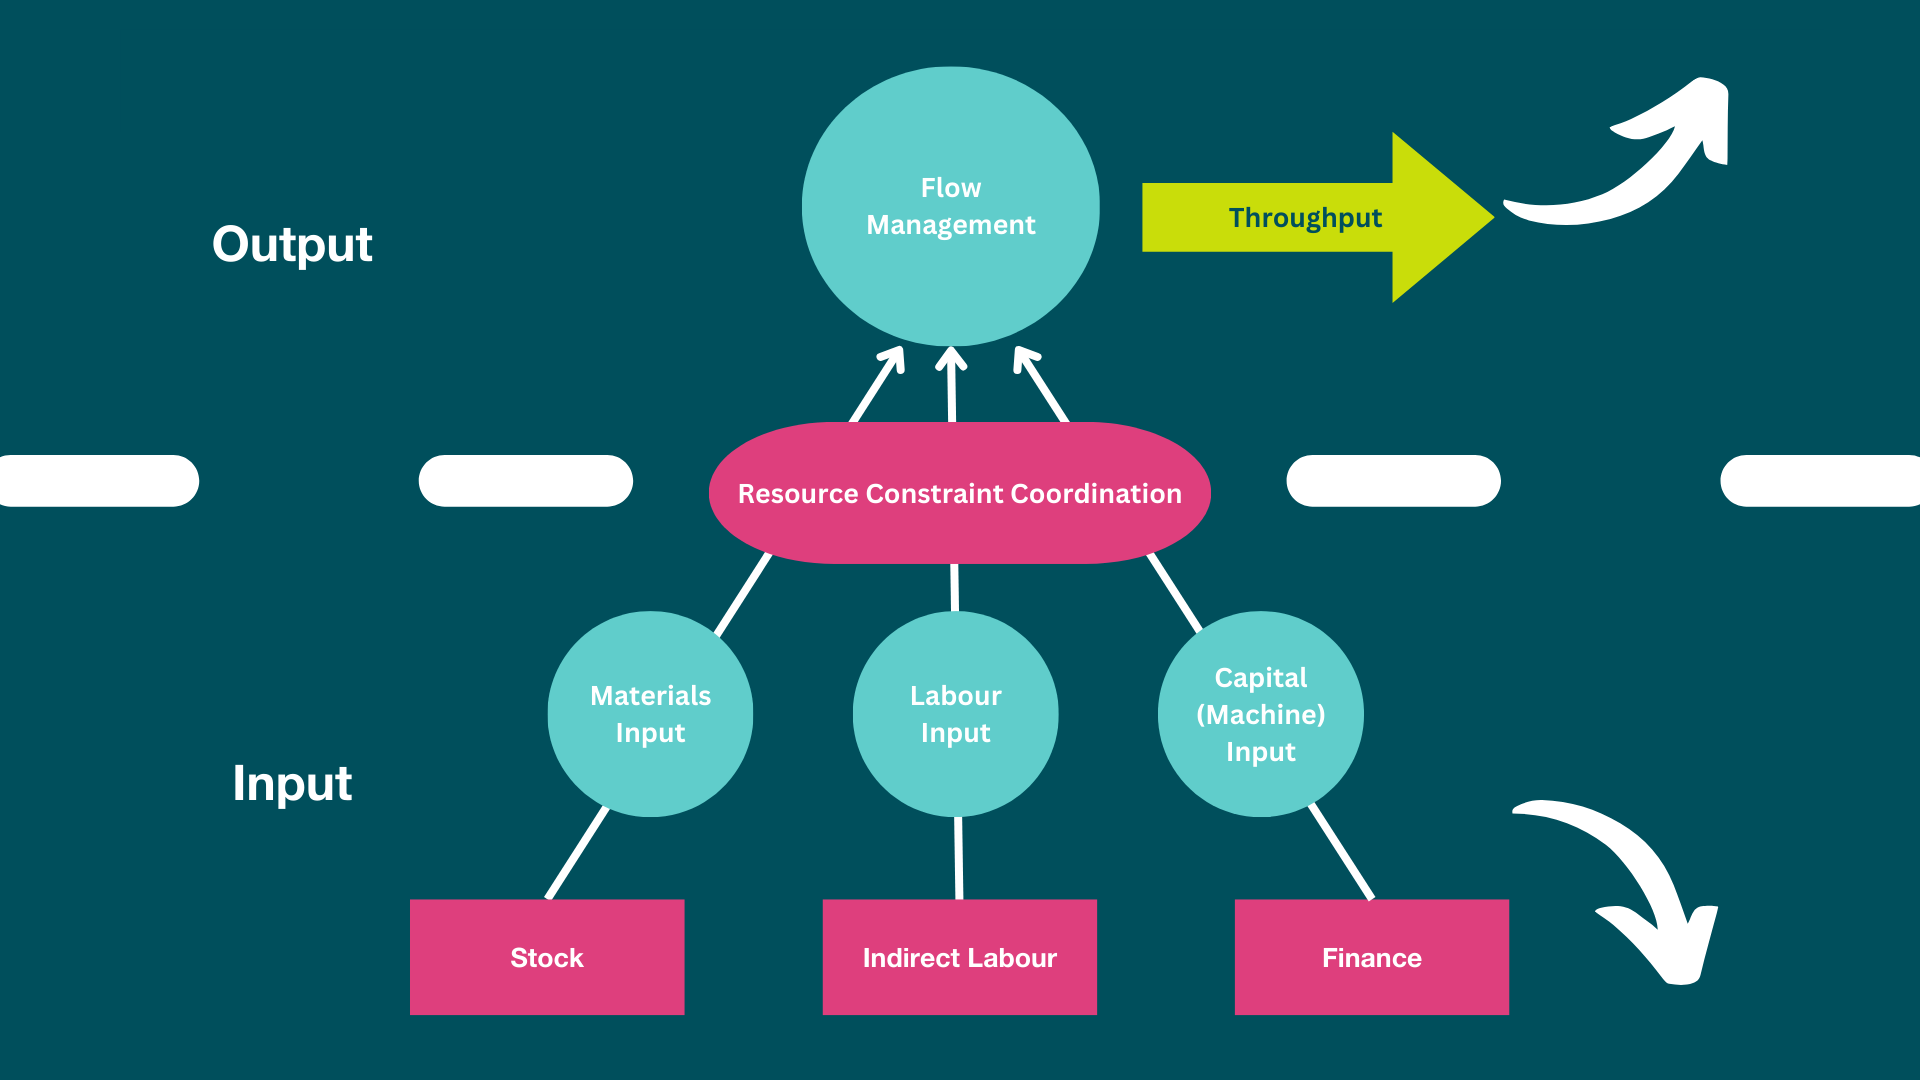 Flow
Management
Throughput
Output
Resource Constraint Coordination
Materials
Input
Labour
Input
Capital
(Machine)
Input
Input
Stock
Indirect Labour
Finance